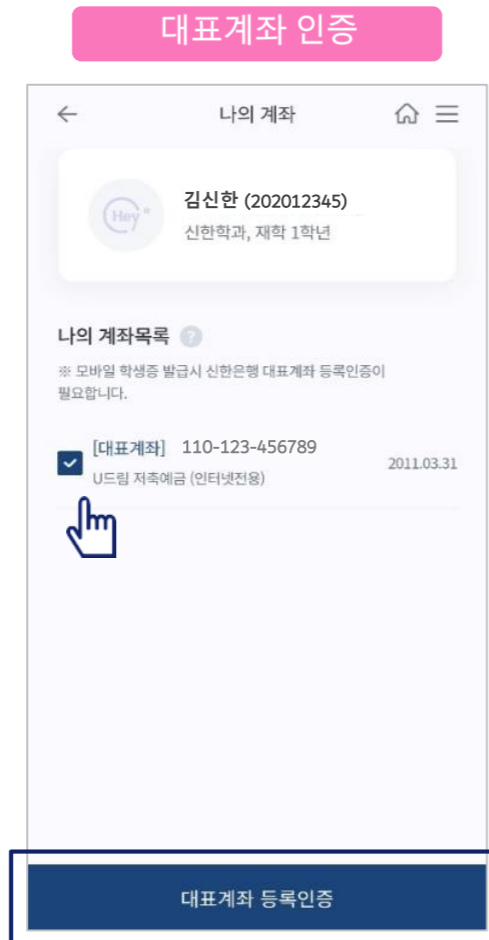 대표계좌 인증
나의 계좌
Hey*
김신한 (202012345)
신한학과, 재학 1학년
나의 계좌목록 ?
※ 모바일 학생증 발급시 신한은행 대표계좌 등록인증이
필요합니다.
[대표계좌] 110-123-456789
U드림 저축예금 (인터넷전용)
2011.03.31
대표계좌 등록인증